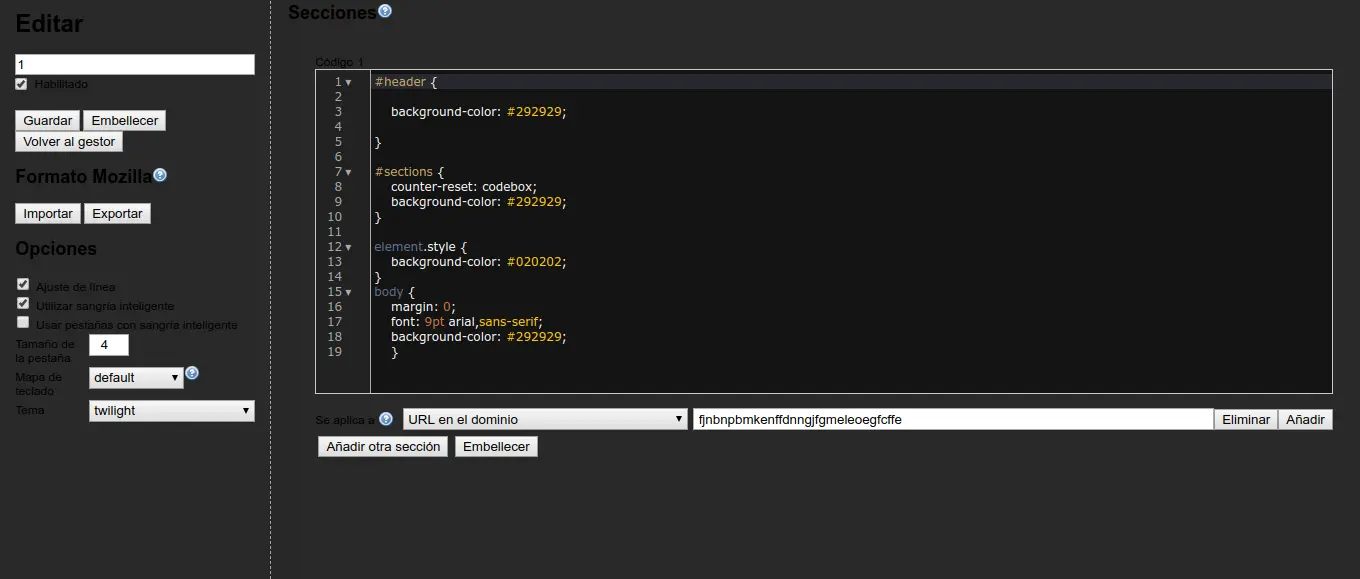 Editar
1
Habilitado
Guardar Embellecer
Volver al gestor
Formato Mozilla
Importar Exportar
Opciones
Ajuste de línea
Utilizar sangría inteligente
Usar pestañas con sangría inteligente
Tamaño de
la pestaña
4
Mapa de
teclado
default
Tema
twilight
Secciones
Código 1
1 #header {
2
3 background-color: #292929;
4
5 }
6
7 #sections {
8 counter-reset: codebox;
9 background-color: #292929;
10 }
11
12 element.style {
13 background-color: #020202;
14 }
15 body {
16 margin: 0;
17 font: 9pt arial,sans-serif;
18 background-color: #292929;
19 }
Se aplica a URL en el dominio fjnbnpbmkenffdnngjfgmeleoegfcffe Eliminar Añadir
Añadir otra sección Embellecer